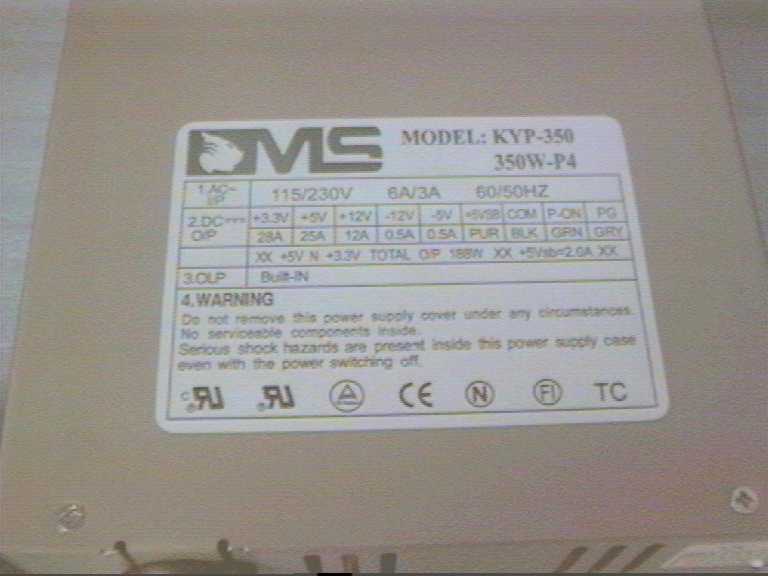 MS MODEL: KYP-350
350W-P4
1.AC~ I/P 115/230V 6A/3A 60/50HZ
2.DC O/P +3.3V +5V +12V -12V -5V +5VSB COM P-ON PG
28A 25A 12A 0.5A 0.5A PUR BLK GRN GRY
XX +5V N +3.3V TOTAL O/P 188W XX +5Vsb=2.0A XX
3.OLP Built-IN
4.WARNING
Do not remove this power supply cover under any circumstances.
No serviceable components inside.
Serious shock hazards are present inside this power supply case
even with the power switching off.
c RU ® RU ® CE N FI TC